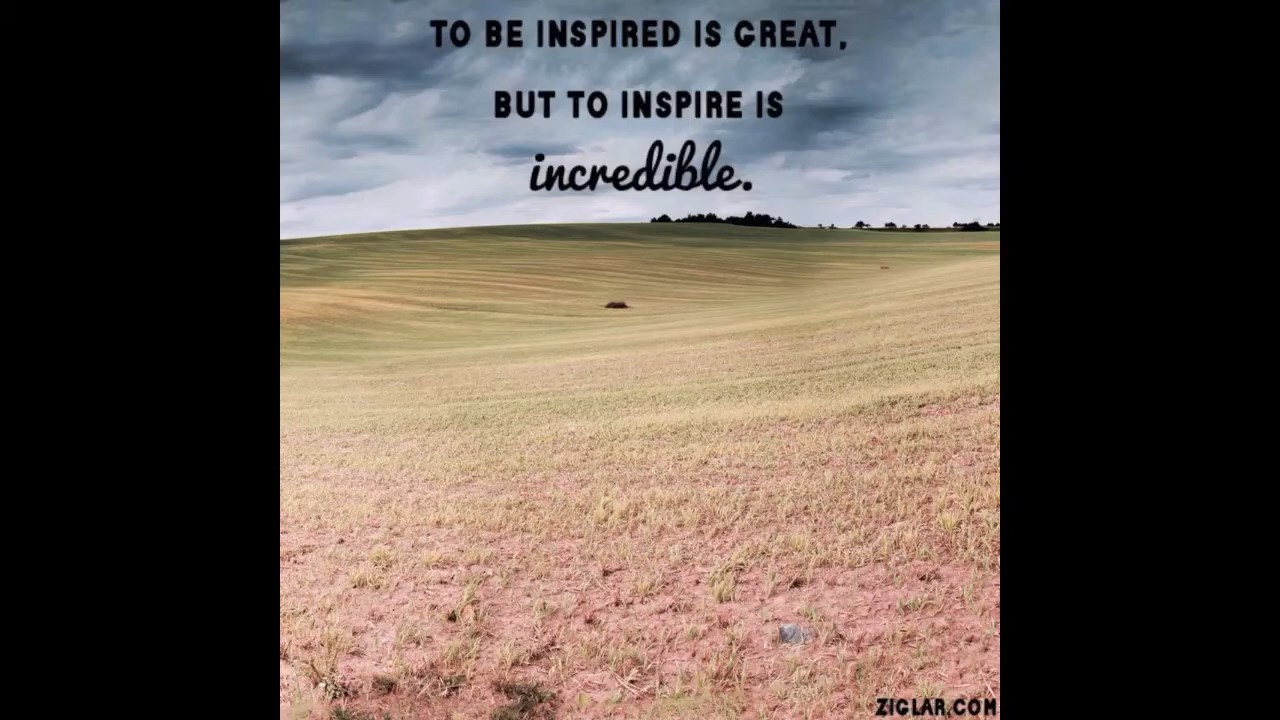 TO BE INSPIRED IS GREAT,
BUT TO INSPIRE IS
incredible.
ZIGLAR.COM